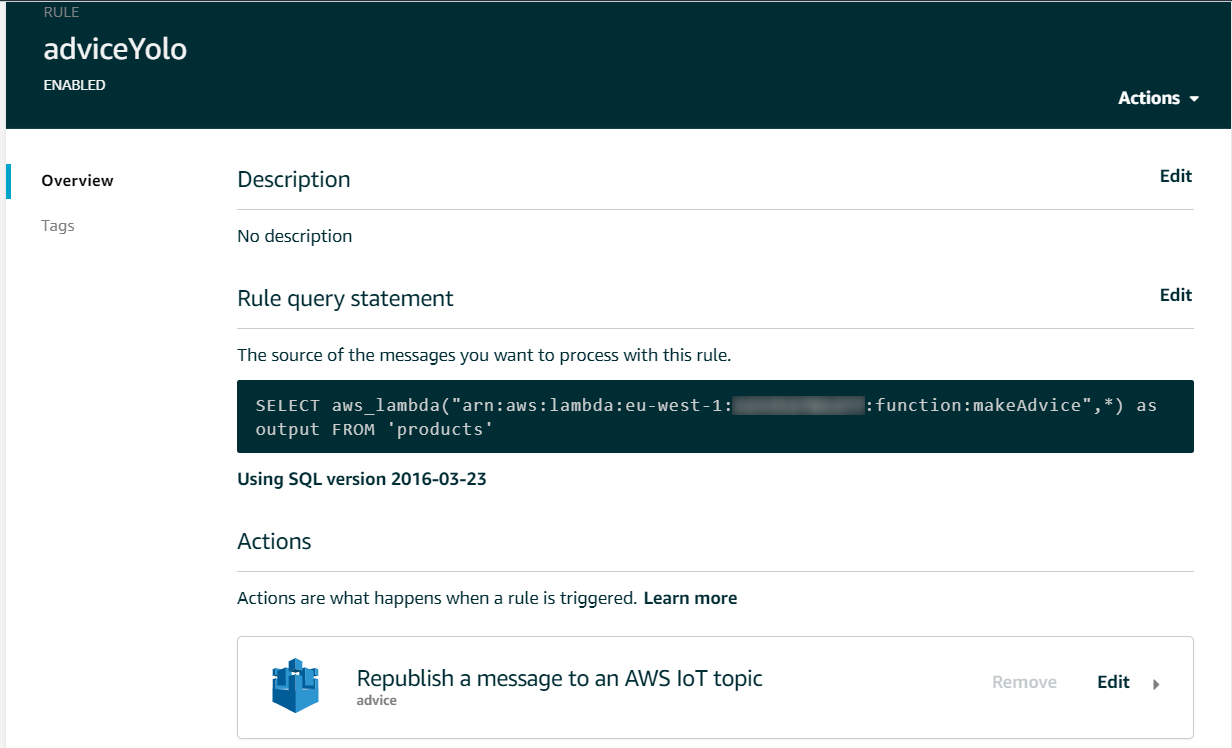 RULE
adviceYolo
ENABLED
Actions
Overview
Tags
Description
Edit
No description
Rule query statement
Edit
The source of the messages you want to process with this rule.
SELECT aws_lambda("arn:aws:lambda:eu-west-1: :function:makeAdvice",*) as
output FROM 'products'
Using SQL version 2016-03-23
Actions
Actions are what happens when a rule is triggered. Learn more
Republish a message to an AWS IoT topic
advice
Remove
Edit